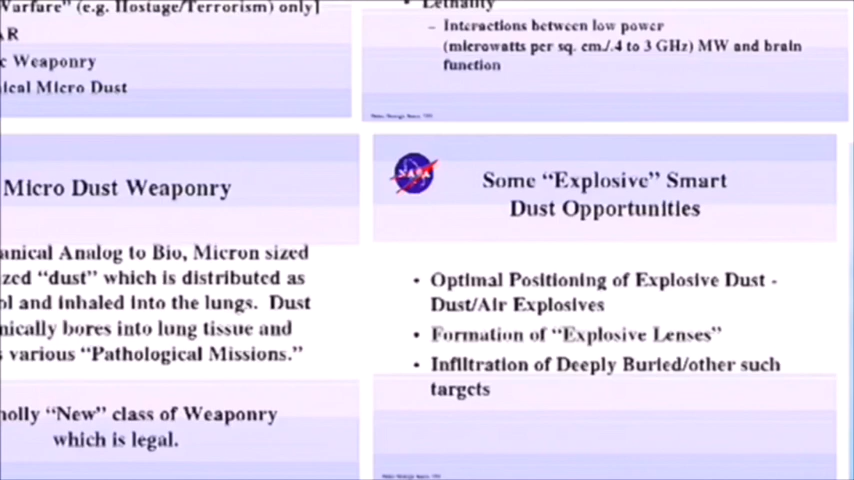 Warfare" (e.g. Hostage/Terrorism) only]
AR
c Weaponry
ical Micro Dust
• Lethality
– Interactions between low power
(microwatts per sq. cm./.4 to 3 GHz) MW and brain
function
Micro Dust Weaponry
anical Analog to Bio, Micron sized
zed "dust" which is distributed as
ol and inhaled into the lungs. Dust
nically bores into lung tissue and
various "Pathological Missions."
holly "New" class of Weaponry
which is legal.
NASA
Some "Explosive" Smart
Dust Opportunities
• Optimal Positioning of Explosive Dust -
Dust/Air Explosives
• Formation of "Explosive Lenses"
• Infiltration of Deeply Buried/other such
targets